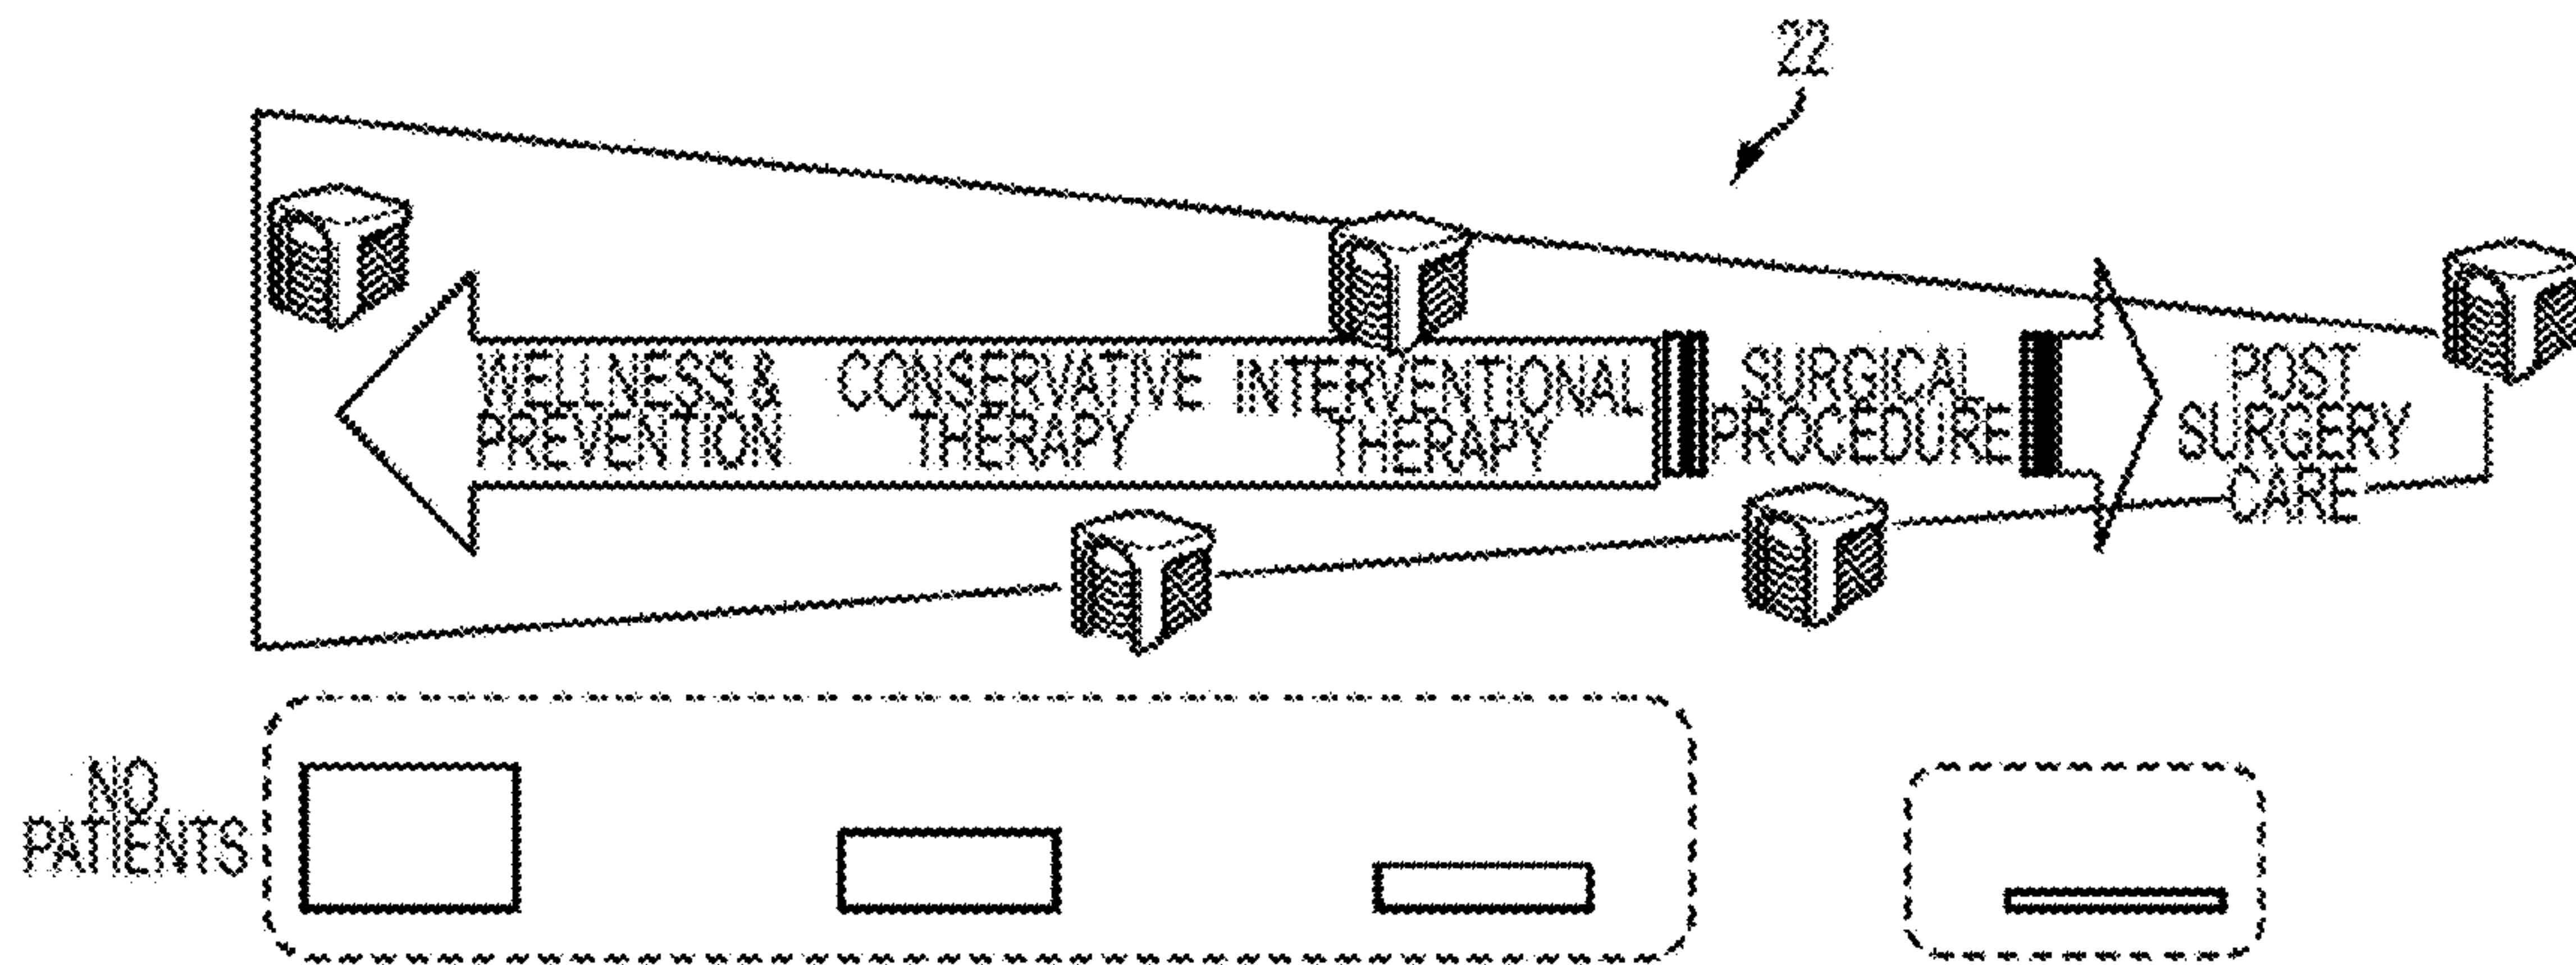 22
WELLNESS &
PREVENTION
CONSERVATIVE
THERAPY
INTERVENTIONAL
THERAPY
SURGICAL
PROCEDURE
POST
SURGERY
CARE
NO.
PATIENTS